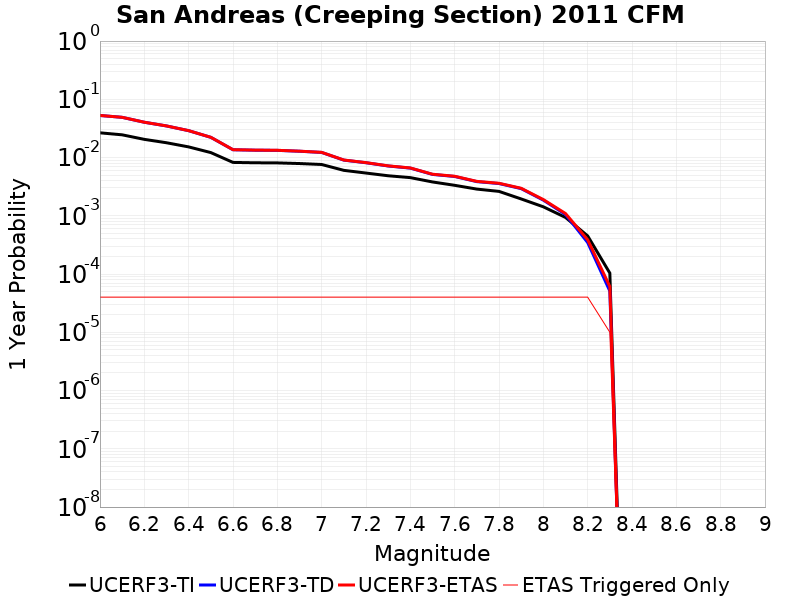 San Andreas (Creeping Section) 2011 CFM
1 Year Probability
10^0
10^-1
10^-2
10^-3
10^-4
10^-5
10^-6
10^-7
10^-8
6 6.2 6.4 6.6 6.8 7 7.2 7.4 7.6 7.8 8 8.2 8.4 8.6 8.8 9
Magnitude
UCERF3-TI UCERF3-TD UCERF3-ETAS ETAS Triggered Only